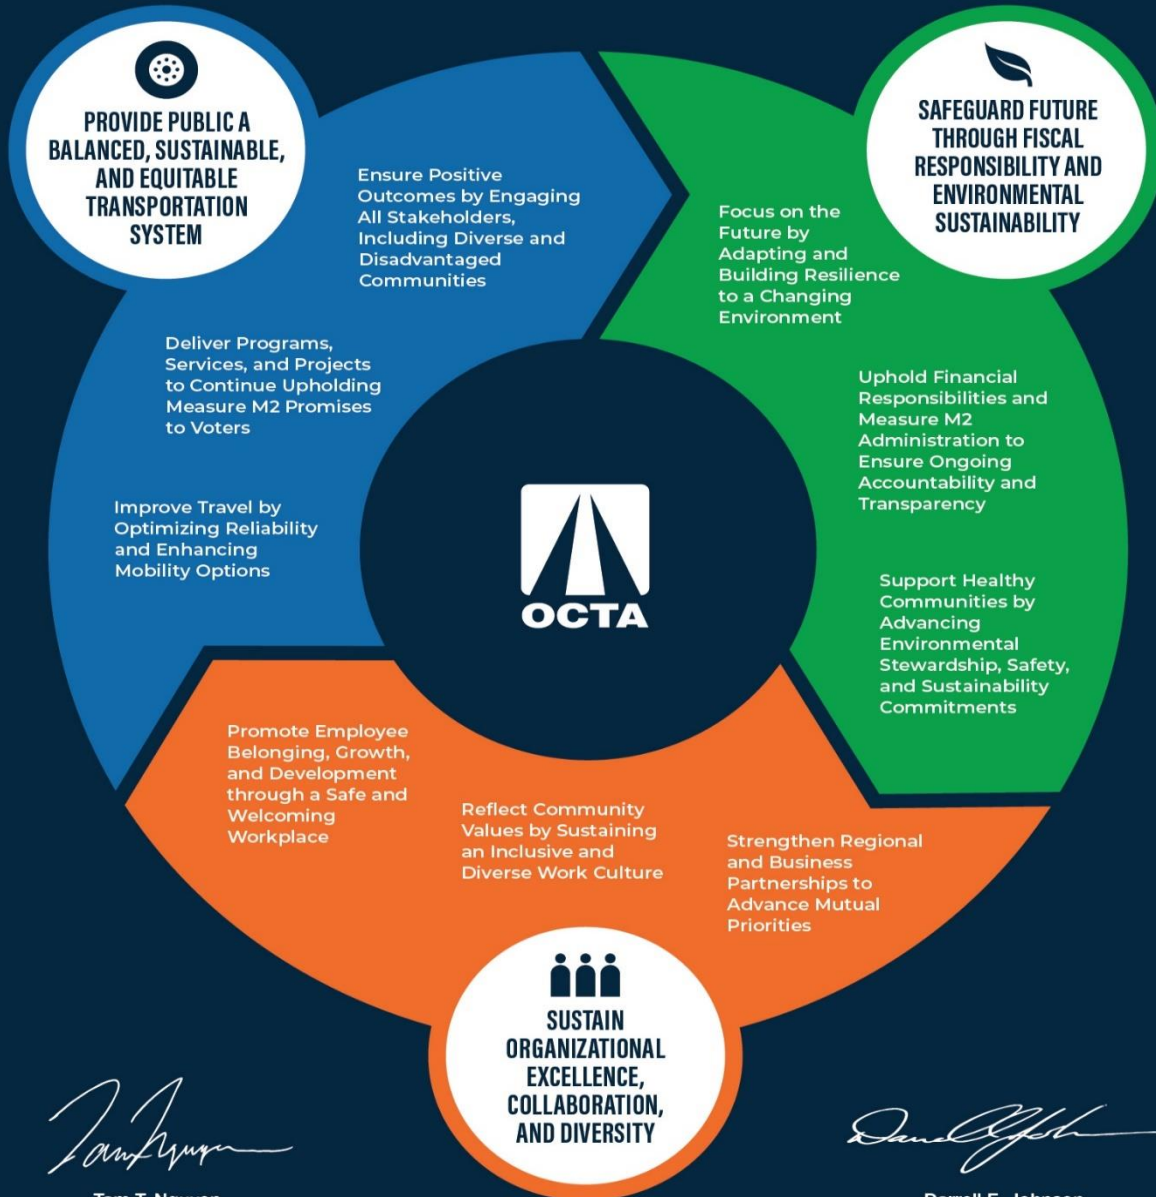 PROVIDE PUBLIC A
BALANCED, SUSTAINABLE,
AND EQUITABLE
TRANSPORTATION
SYSTEM
Ensure Positive
Outcomes by Engaging
All Stakeholders,
Including Diverse and
Disadvantaged
Communities
Deliver Programs,
Services, and Projects
to Continue Upholding
Measure M2 Promises
to Voters
Improve Travel by
Optimizing Reliability
and Enhancing
Mobility Options
SAFEGUARD FUTURE
THROUGH FISCAL
RESPONSIBILITY AND
ENVIRONMENTAL
SUSTAINABILITY
Focus on the
Future by
Adapting and
Building Resilience
to a Changing
Environment
Uphold Financial
Responsibilities and
Measure M2
Administration to
Ensure Ongoing
Accountability and
Transparency
Support Healthy
Communities by
Advancing
Environmental
Stewardship, Safety,
and Sustainability
Commitments
OCTA
Promote Employee
Belonging, Growth,
and Development
through a Safe and
Welcoming
Workplace
Reflect Community
Values by Sustaining
an Inclusive and
Diverse Work Culture
Strengthen Regional
and Business
Partnerships to
Advance Mutual
Priorities
SUSTAIN
ORGANIZATIONAL
EXCELLENCE,
COLLABORATION,
AND DIVERSITY
Tam T. Nguyen
Darrell E. Johnson